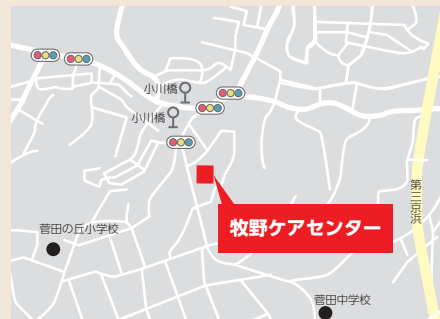 小川橋
小川橋
第三京浜
菅田の丘小学校
牧野ケアセンター
菅田中学校